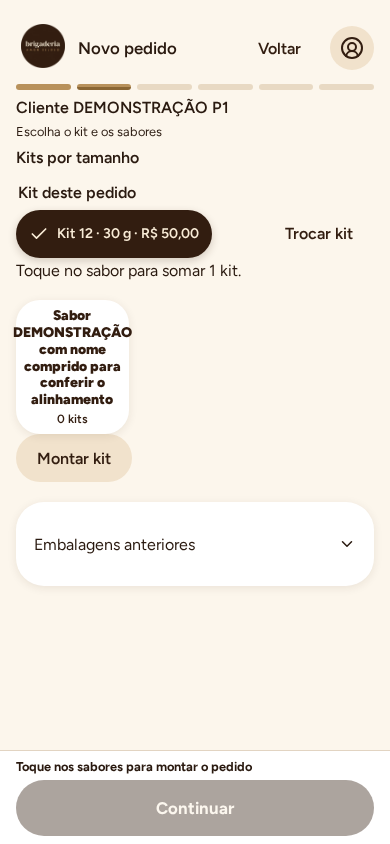 brigaderia
Novo pedido
Voltar
Cliente DEMONSTRAÇÃO P1
Escolha o kit e os sabores
Kits por tamanho
Kit deste pedido
Kit 12 · 30 g · R$ 50,00
Trocar kit
Toque no sabor para somar 1 kit.
Sabor
DEMONSTRAÇÃO
com nome
comprido para
conferir o
alinhamento
0 kits
Montar kit
Embalagens anteriores
Toque nos sabores para montar o pedido
Continuar